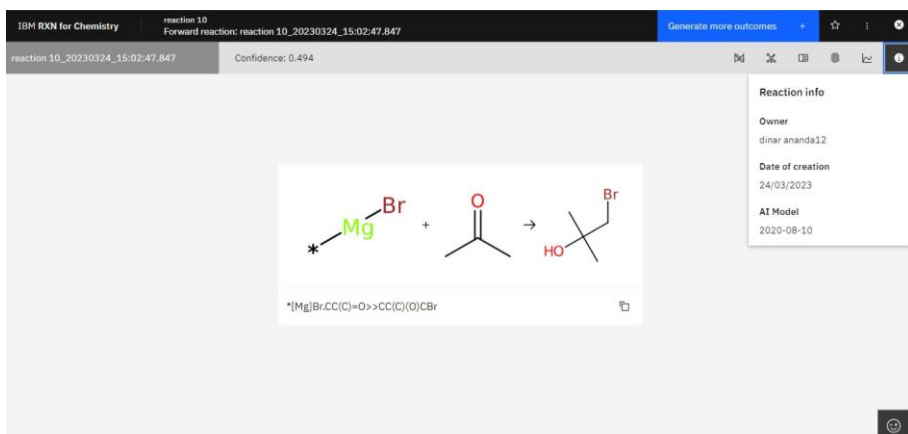 IBM RXN for Chemistry
reaction 10
Forward reaction: reaction 10_20230324_15:02:47.847
Generate more outcomes +
reaction 10_20230324_15:02:47.847
Confidence: 0.494
Reaction info
Owner
dinar ananda12
Date of creation
24/03/2023
AI Model
2020-08-10
* Mg Br + O → HO Br
*[Mg]Br.CC(C)=O>>CC(C)(O)CBr